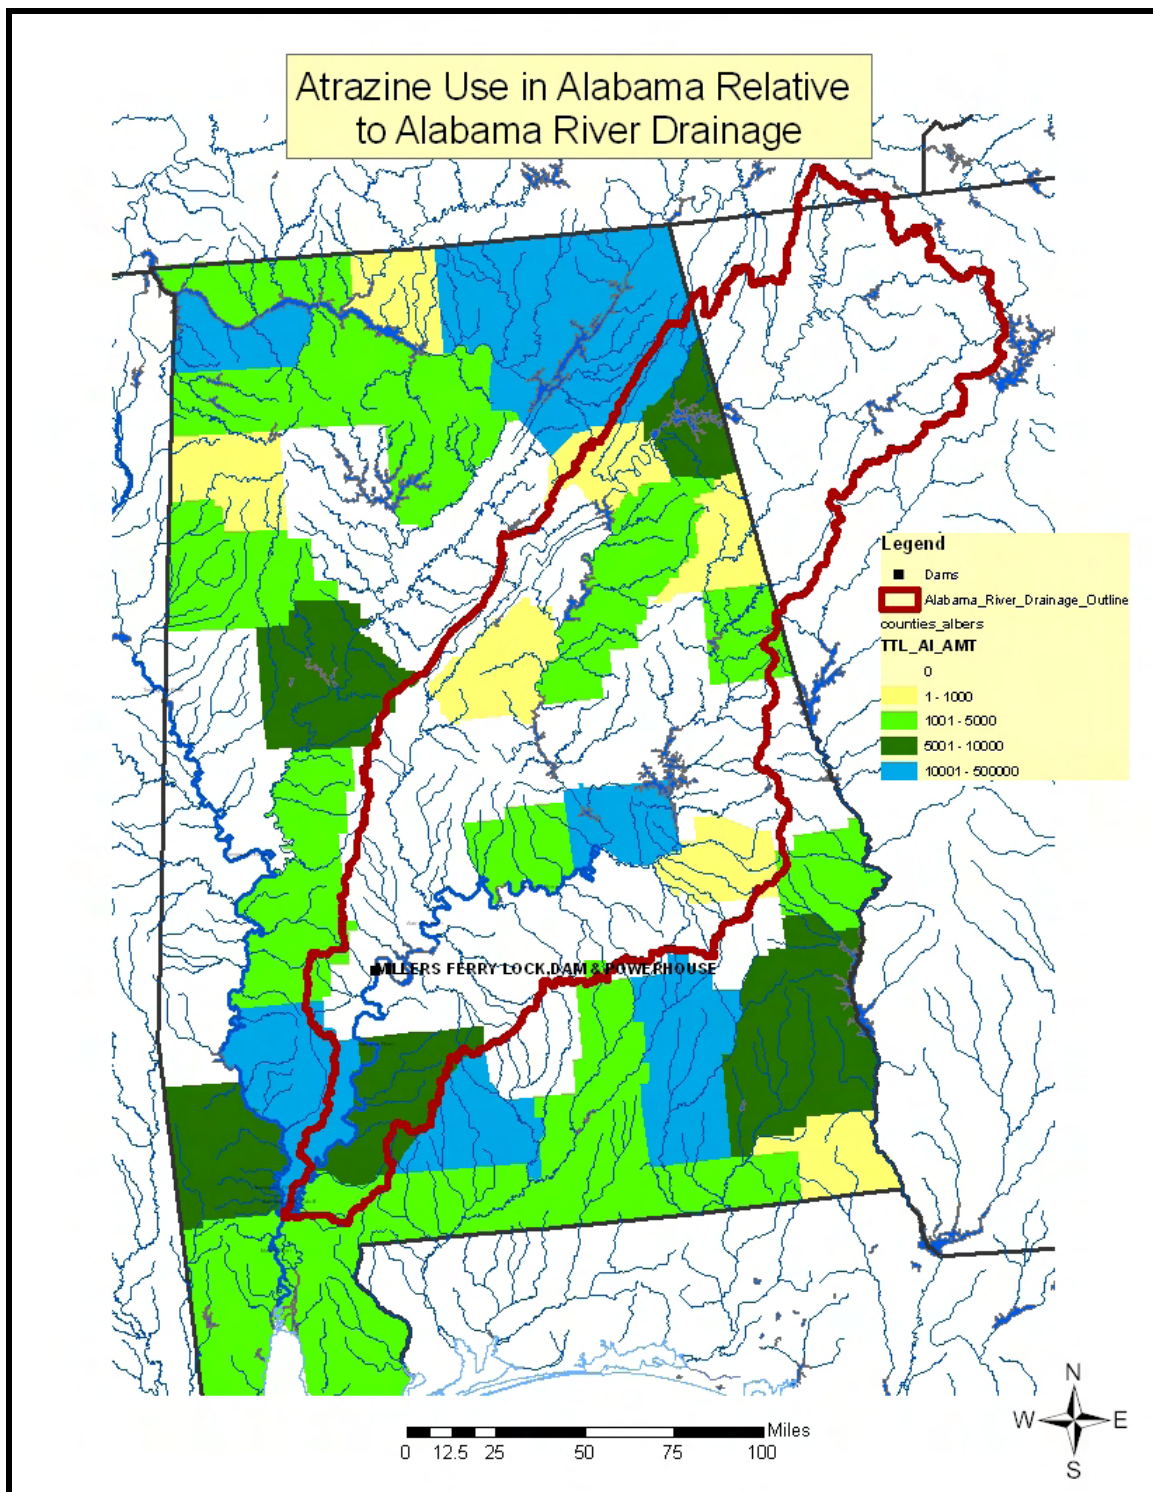 Atrazine Use in Alabama Relative
to Alabama River Drainage
Legend
Dams
Alabama_River_Drainage_Outline
counties_albers
TTL_AI_AMT
0
1 - 1000
1001 - 5000
5001 - 10000
10001 - 500000
MILLERS FERRY LOCK,DAM & POWERHOUSE
N
W E
S
Miles
0 12.5 25 50 75 100